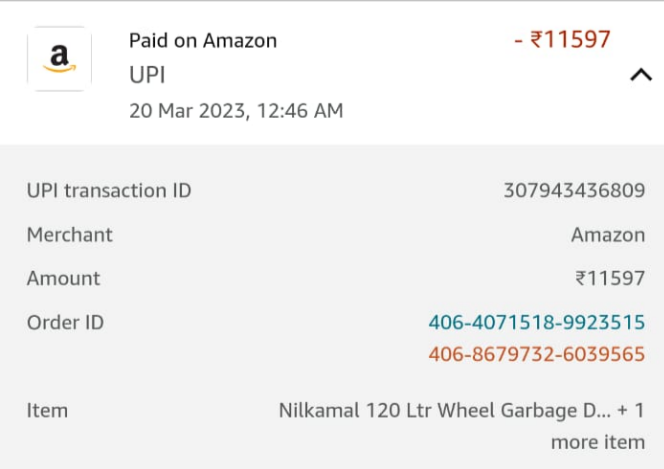 a
Paid on Amazon - ₹11597
UPI
20 Mar 2023, 12:46 AM
UPI transaction ID 307943436809
Merchant Amazon
Amount ₹11597
Order ID 406-4071518-9923515
406-8679732-6039565
Item Nilkamal 120 Ltr Wheel Garbage D... + 1
more item